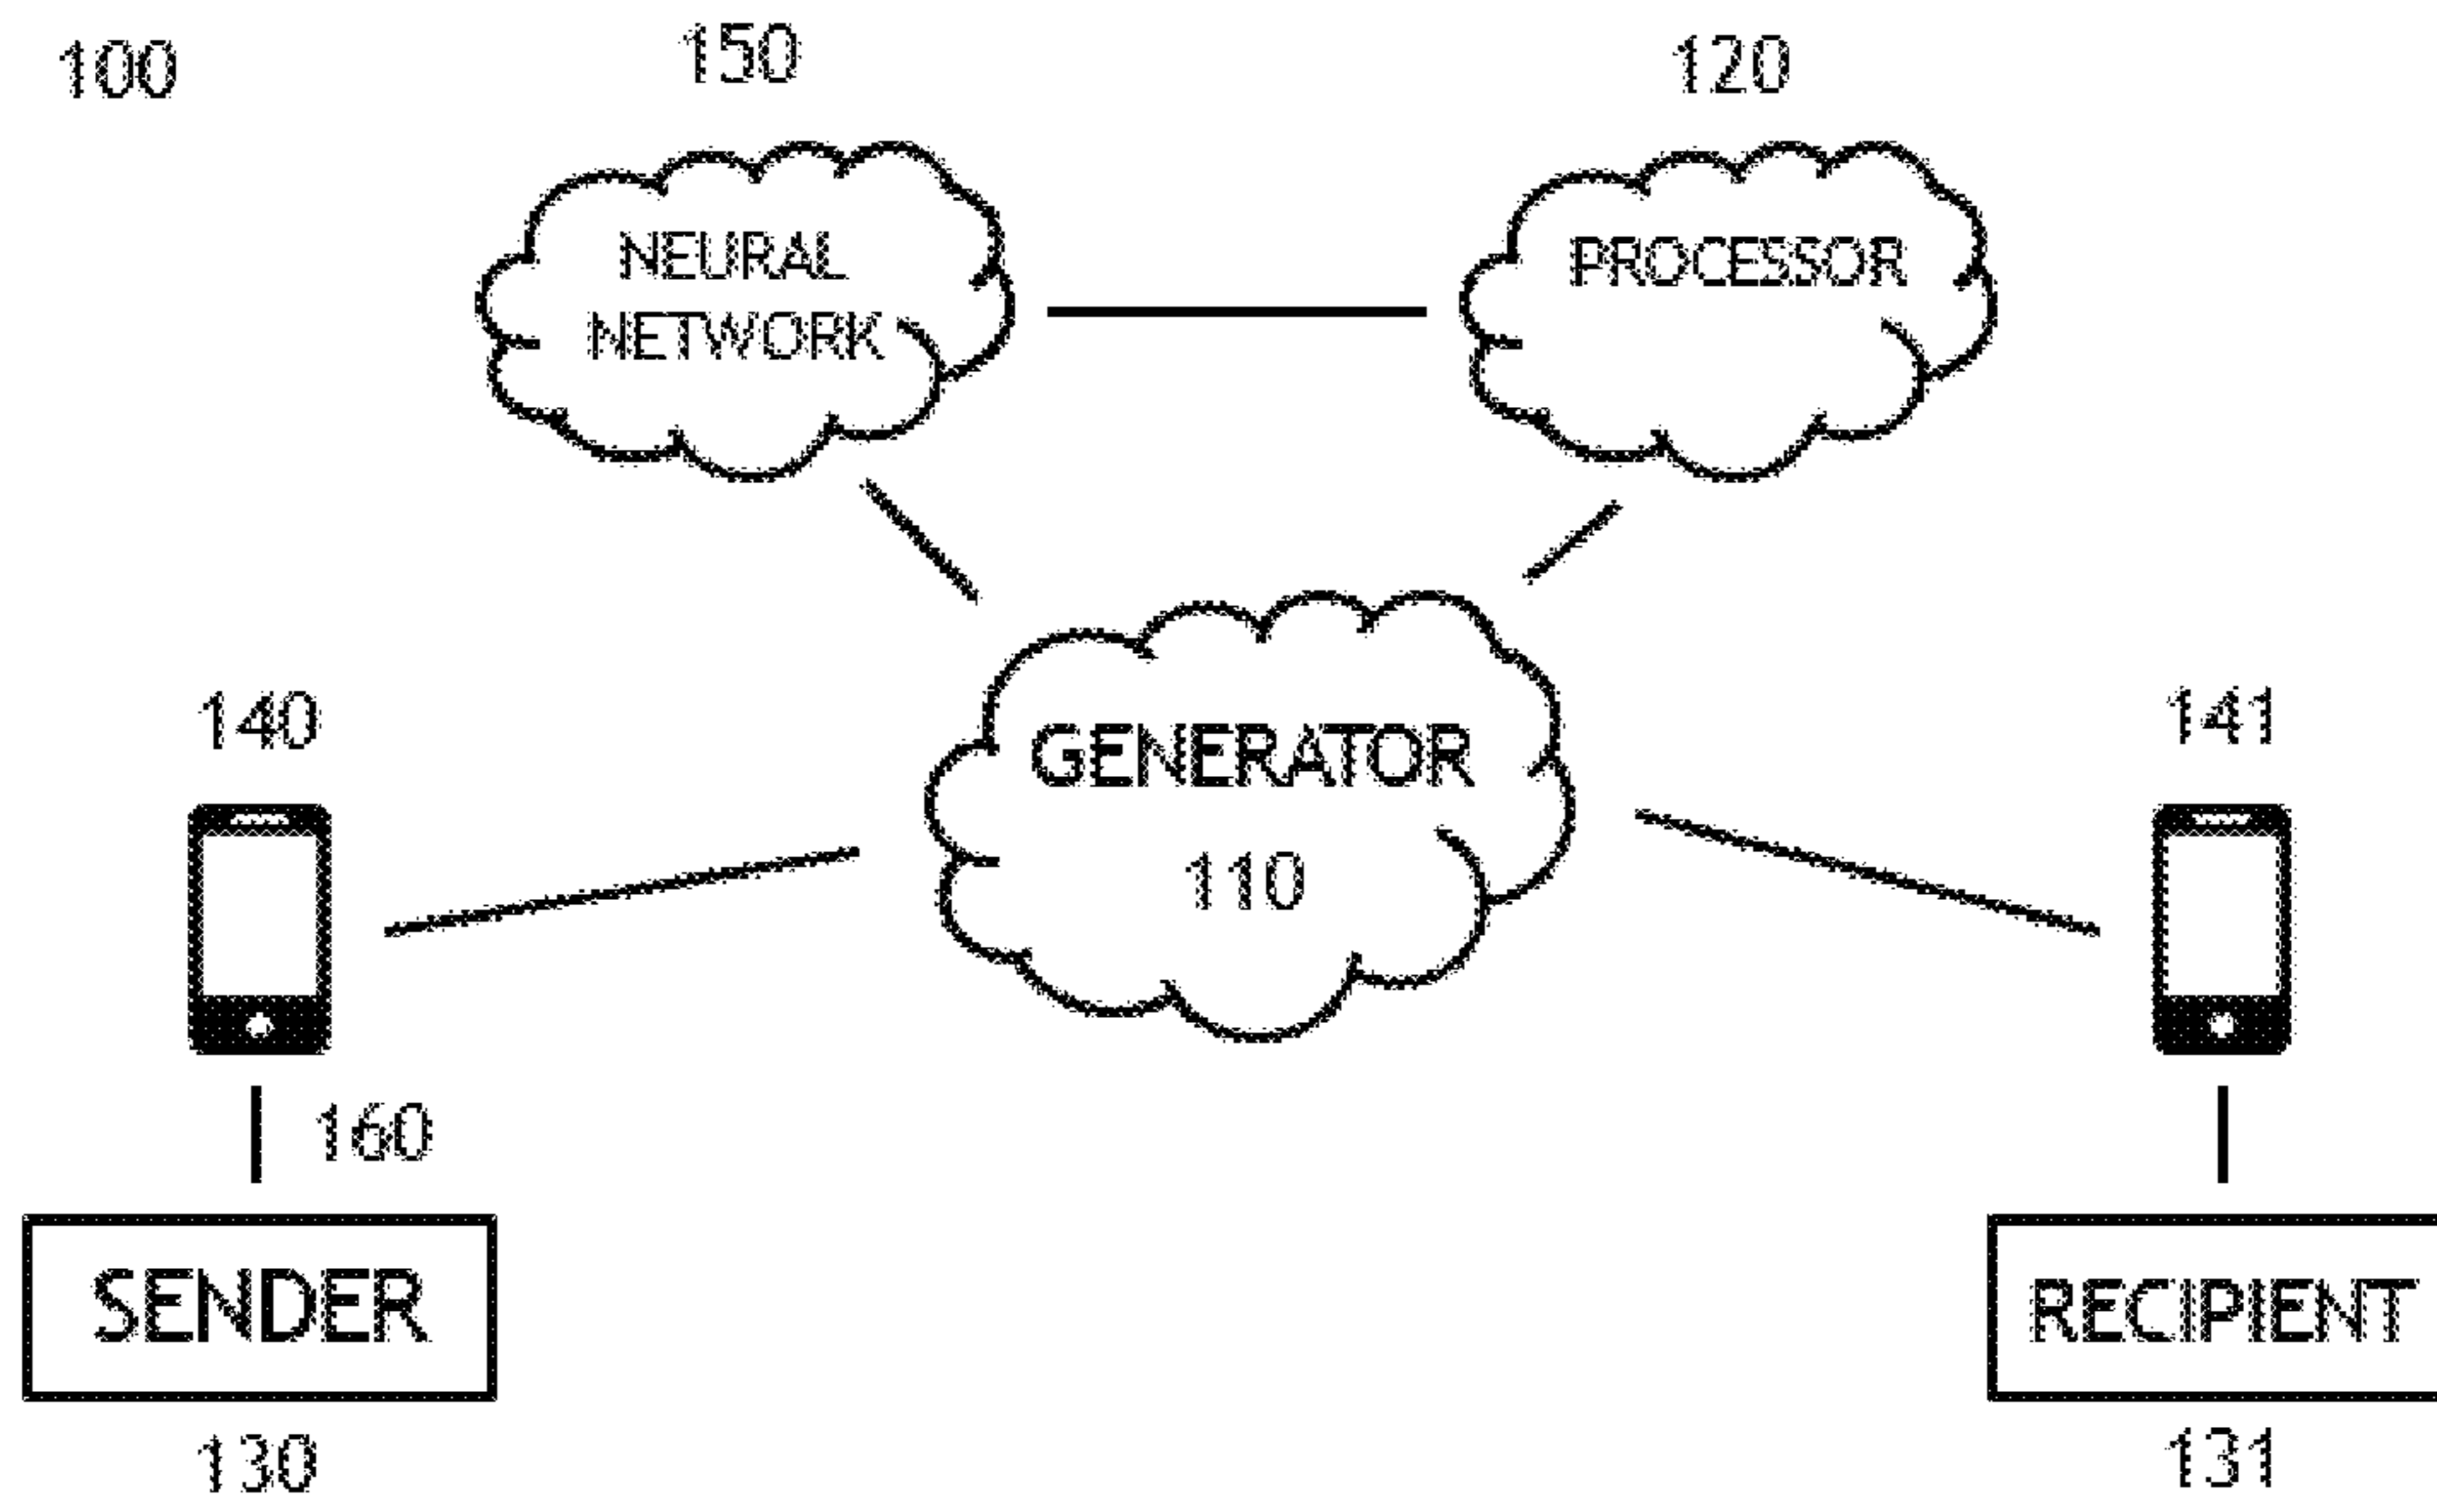 100
150
120
NEURAL
NETWORK
PROCESSOR
140
141
GENERATOR
110
160
SENDER
RECIPIENT
130
131